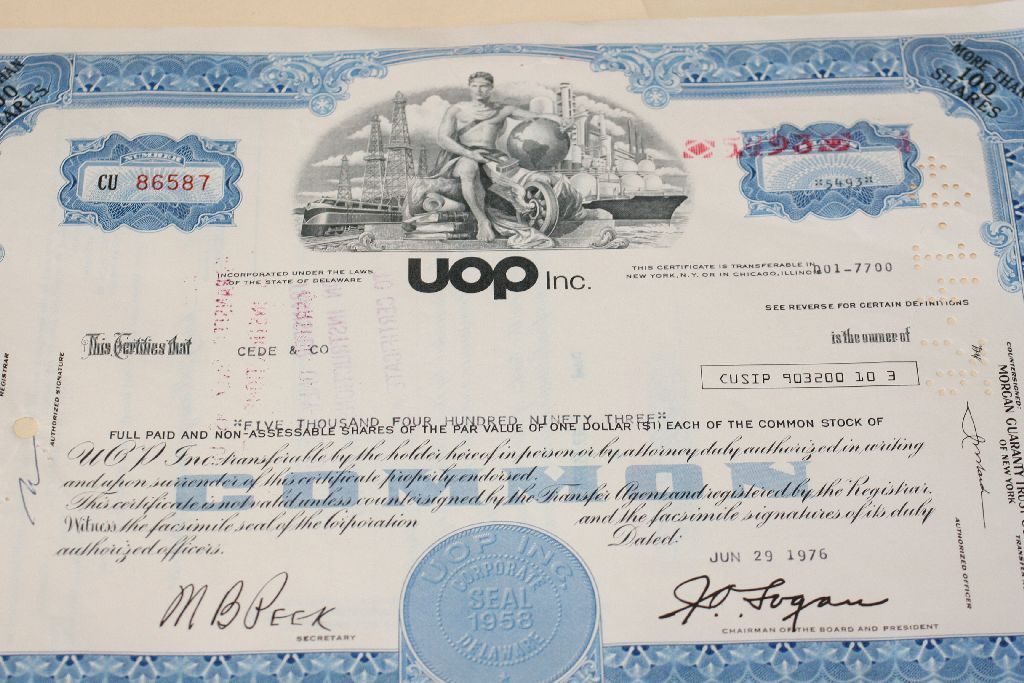 MORE THAN
100
SHARES
NUMBER
CU 86587
*5493*
INCORPORATED UNDER THE LAWS
OF THE STATE OF DELAWARE
UOP Inc.
THIS CERTIFICATE IS TRANSFERABLE IN
NEW YORK, N.Y. OR IN CHICAGO, ILLINOIS
001-7700
SEE REVERSE FOR CERTAIN DEFINITIONS
This Certifies that
CEDE & CO
is the owner of
CUSIP 903200 10 3
*FIVE THOUSAND FOUR HUNDRED NINETY THREE*
FULL PAID AND NON-ASSESSABLE SHARES OF THE PAR VALUE OF ONE DOLLAR ($1) EACH OF THE COMMON STOCK OF
UOP Inc. transferable by the holder hereof in person or by attorney duly authorized in writing
and upon surrender of this certificate properly endorsed.
COMMON
This certificate is not valid unless countersigned by the Transfer Agent and registered by the Registrar.
Witness the facsimile seal of the Corporation and the facsimile signatures of its duly
authorized officers.
Dated:
JUN 29 1976
M B Peek
SECRETARY
UOP INC.
CORPORATE
SEAL
1958
DELAWARE
J. O. Logan
CHAIRMAN OF THE BOARD AND PRESIDENT
REGISTRAR
AUTHORIZED SIGNATURE
COUNTERSIGNED:
MORGAN GUARANTY TRUST
OF NEW YORK
By
AUTHORIZED OFFICER